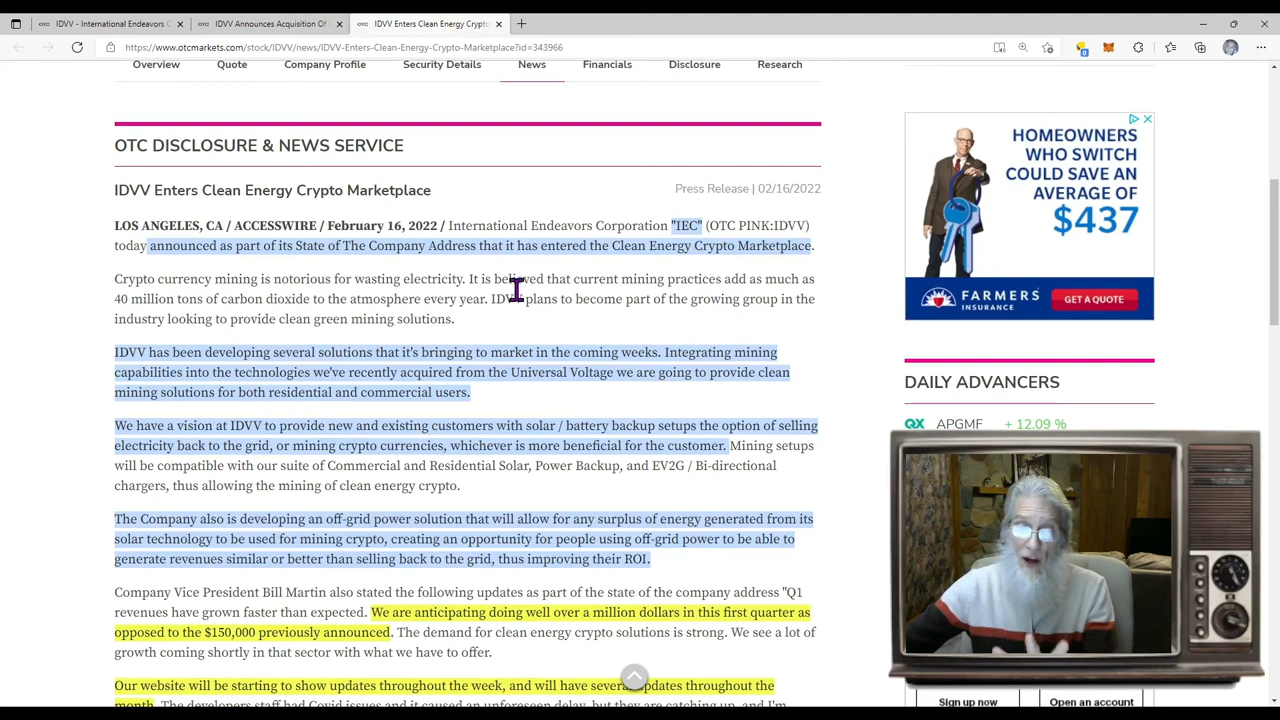 IDVV - International Endeavors C
IDVV Announces Acquisition Of
IDVV Enters Clean Energy Crypto
https://www.otcmarkets.com/stock/IDVV/news/IDVV-Enters-Clean-Energy-Crypto-Marketplace?id=343966
Overview
Quote
Company Profile
Security Details
News
Financials
Disclosure
Research
OTC DISCLOSURE & NEWS SERVICE
IDVV Enters Clean Energy Crypto Marketplace
Press Release | 02/16/2022
LOS ANGELES, CA / ACCESSWIRE / February 16, 2022 / International Endeavors Corporation "IEC" (OTC PINK:IDVV)
today announced as part of its State of The Company Address that it has entered the Clean Energy Crypto Marketplace.
Crypto currency mining is notorious for wasting electricity. It is believed that current mining practices add as much as
40 million tons of carbon dioxide to the atmosphere every year. IDVV plans to become part of the growing group in the
industry looking to provide clean green mining solutions.
IDVV has been developing several solutions that it's bringing to market in the coming weeks. Integrating mining
capabilities into the technologies we've recently acquired from the Universal Voltage we are going to provide clean
mining solutions for both residential and commercial users.
We have a vision at IDVV to provide new and existing customers with solar / battery backup setups the option of selling
electricity back to the grid, or mining crypto currencies, whichever is more beneficial for the customer. Mining setups
will be compatible with our suite of Commercial and Residential Solar, Power Backup, and EV2G / Bi-directional
chargers, thus allowing the mining of clean energy crypto.
The Company also is developing an off-grid power solution that will allow for any surplus of energy generated from its
solar technology to be used for mining crypto, creating an opportunity for people using off-grid power to be able to
generate revenues similar or better than selling back to the grid, thus improving their ROI.
Company Vice President Bill Martin also stated the following updates as part of the state of the company address "Q1
revenues have grown faster than expected. We are anticipating doing well over a million dollars in this first quarter as
opposed to the $150,000 previously announced. The demand for clean energy crypto solutions is strong. We see a lot of
growth coming shortly in that sector with what we have to offer.
Our website will be starting to show updates throughout the week, and will have several updates throughout the
month. The developers staff had Covid issues and it caused an unforeseen delay, but they are catching up, and I'm
HOMEOWNERS
WHO SWITCH
COULD SAVE AN
AVERAGE OF
$437
FARMERS
INSURANCE
GET A QUOTE
DAILY ADVANCERS
QX APGMF + 12.09 %
Sign up now
Open an account